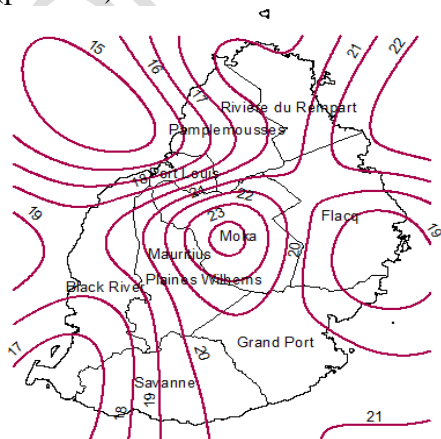 15
16
17
21
22
Rivière du Rempart
Pamplemousses
18
Port Louis
21
22
23
19
Flacq
19
Moka
20
Mauritius
Plaines Wilhems
Black River
17
Grand Port
20
Savanne
18
19
21